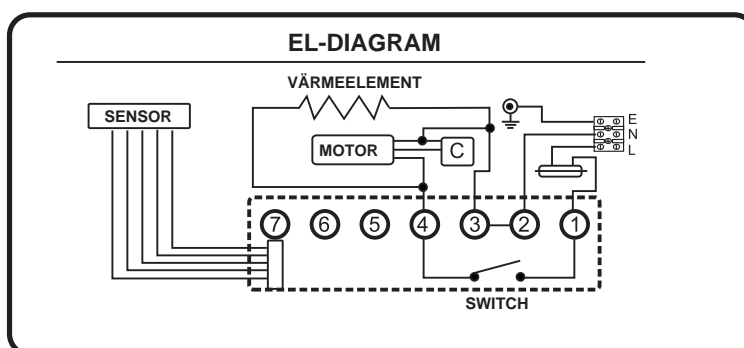 EL-DIAGRAM
VÄRMEELEMENT
SENSOR
MOTOR
C
E
N
L
7 6 5 4 3 2 1
SWITCH